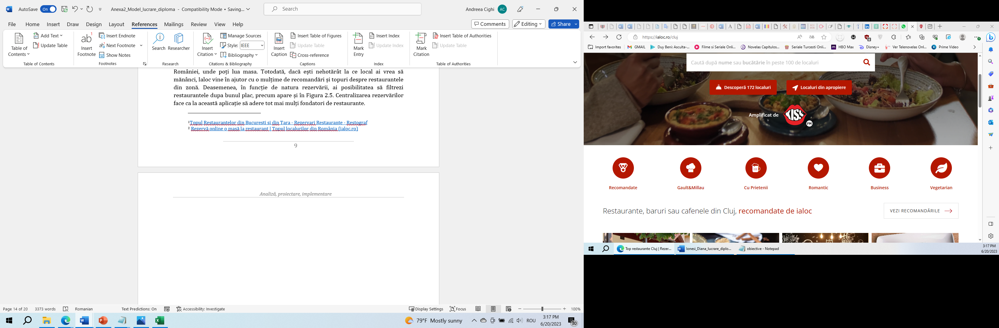 AutoSave On Anexa2_Model_lucrare_diploma - Compatibility Mode • Saving... Search Andreea Cighi AC
File Home Insert Draw Design Layout References Mailings Review View Help Comments Editing Share
Table of Contents
Add Text
Update Table
Table of Contents
ab 1
Insert Footnote
Insert Endnote
Next Footnote
Show Notes
Footnotes
Search
Researcher
Research
Insert Citation
Manage Sources
Style: IEEE
Bibliography
Citations & Bibliography
Insert Caption
Insert Table of Figures
Update Table
Cross-reference
Captions
Mark Entry
Insert Index
Update Index
Index
Mark Citation
Insert Table of Authorities
Update Table
Table of Authorities
României, unde poți lua masa. Totodată, dacă ești nehotărât la ce local ai vrea să
mănânci, Ialoc vine în ajutor cu o mulțime de recomandări și topuri despre restaurantele
din zonă. Deasemenea, în funcție de natura rezervării, ai posibilitatea să filtrezi
restaurantele dupa bunul plac, precum apare și în Figura 2.5. Centralizarea rezervărilor
face ca la această aplicație să adere tot mai mulți fondatori de restaurante.
1Topul Restaurantelor din Bucuresti si din Tara - Rezervari Restaurante - Restograf
2 Rezervă online o masă la restaurant | Topul localurilor din România (ialoc.ro)
9
Analiză, proiectare, implementare
Page 14 of 20 3373 words Romanian Text Predictions: On Accessibility: Investigate Display Settings Focus 100%
79°F Mostly sunny ROU 3:17 PM
6/20/2023 30
https://ialoc.ro/cluj
Import favorites GMAIL Duy Beni: Asculta-... Filme si Seriale Onli... Novelas Capítulos... Seriale Turcesti Onli... HBO Max Disney+ Ver Telenovelas Onl... Prime Video
Caută după nume sau bucătărie în peste 100 de localuri
Descoperă 172 localuri Localuri din apropiere
Amplificat de KISS FM
Recomandate Gault&Millau Cu Prietenii Romantic Business Vegetarian
Restaurante, baruri sau cafenele din Cluj, recomandate de ialoc VEZI RECOMANDĂRILE
Top restaurante Cluj | Rezer... Ionesi_Diana_lucrare_diplo... obiective - Notepad 3:17 PM
6/20/2023